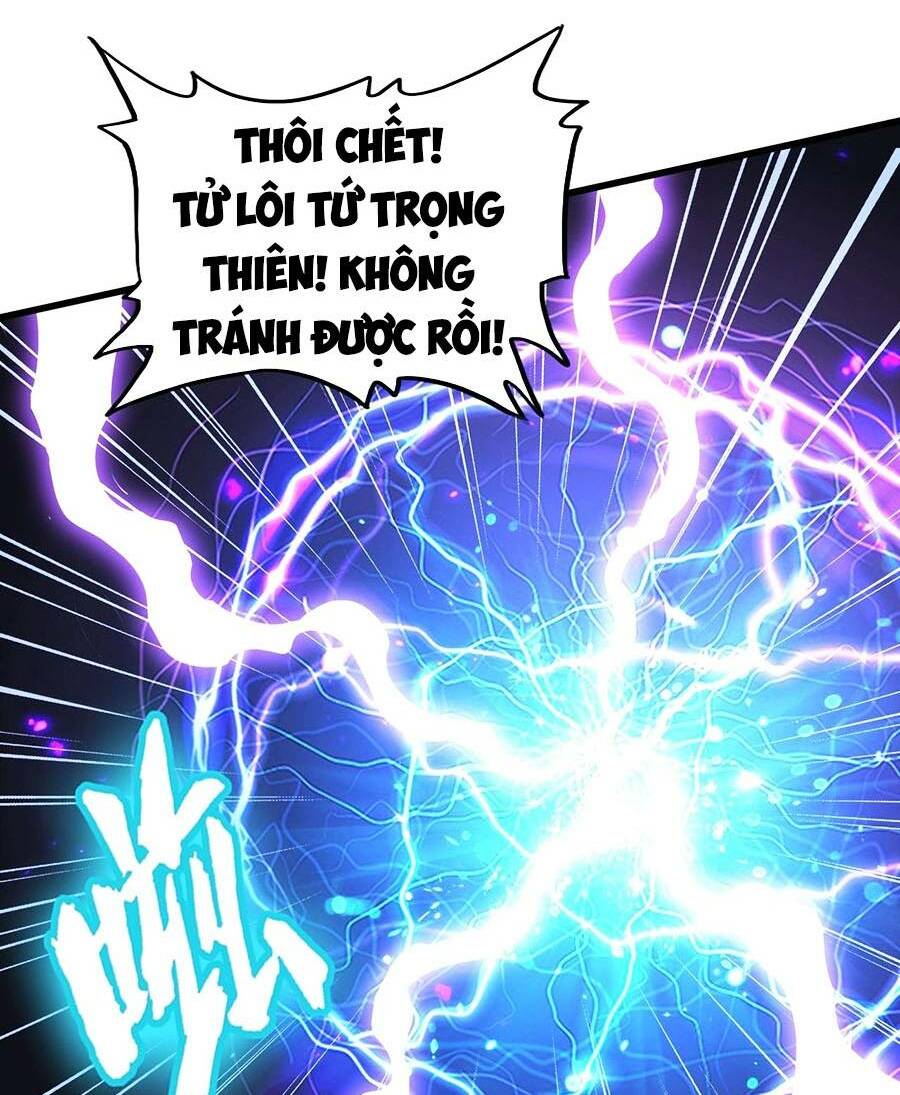 THÔI CHẾT!
TỬ LÔI TỨ TRỌNG
THIÊN! KHÔNG
TRÁNH ĐƯỢC RỒI!